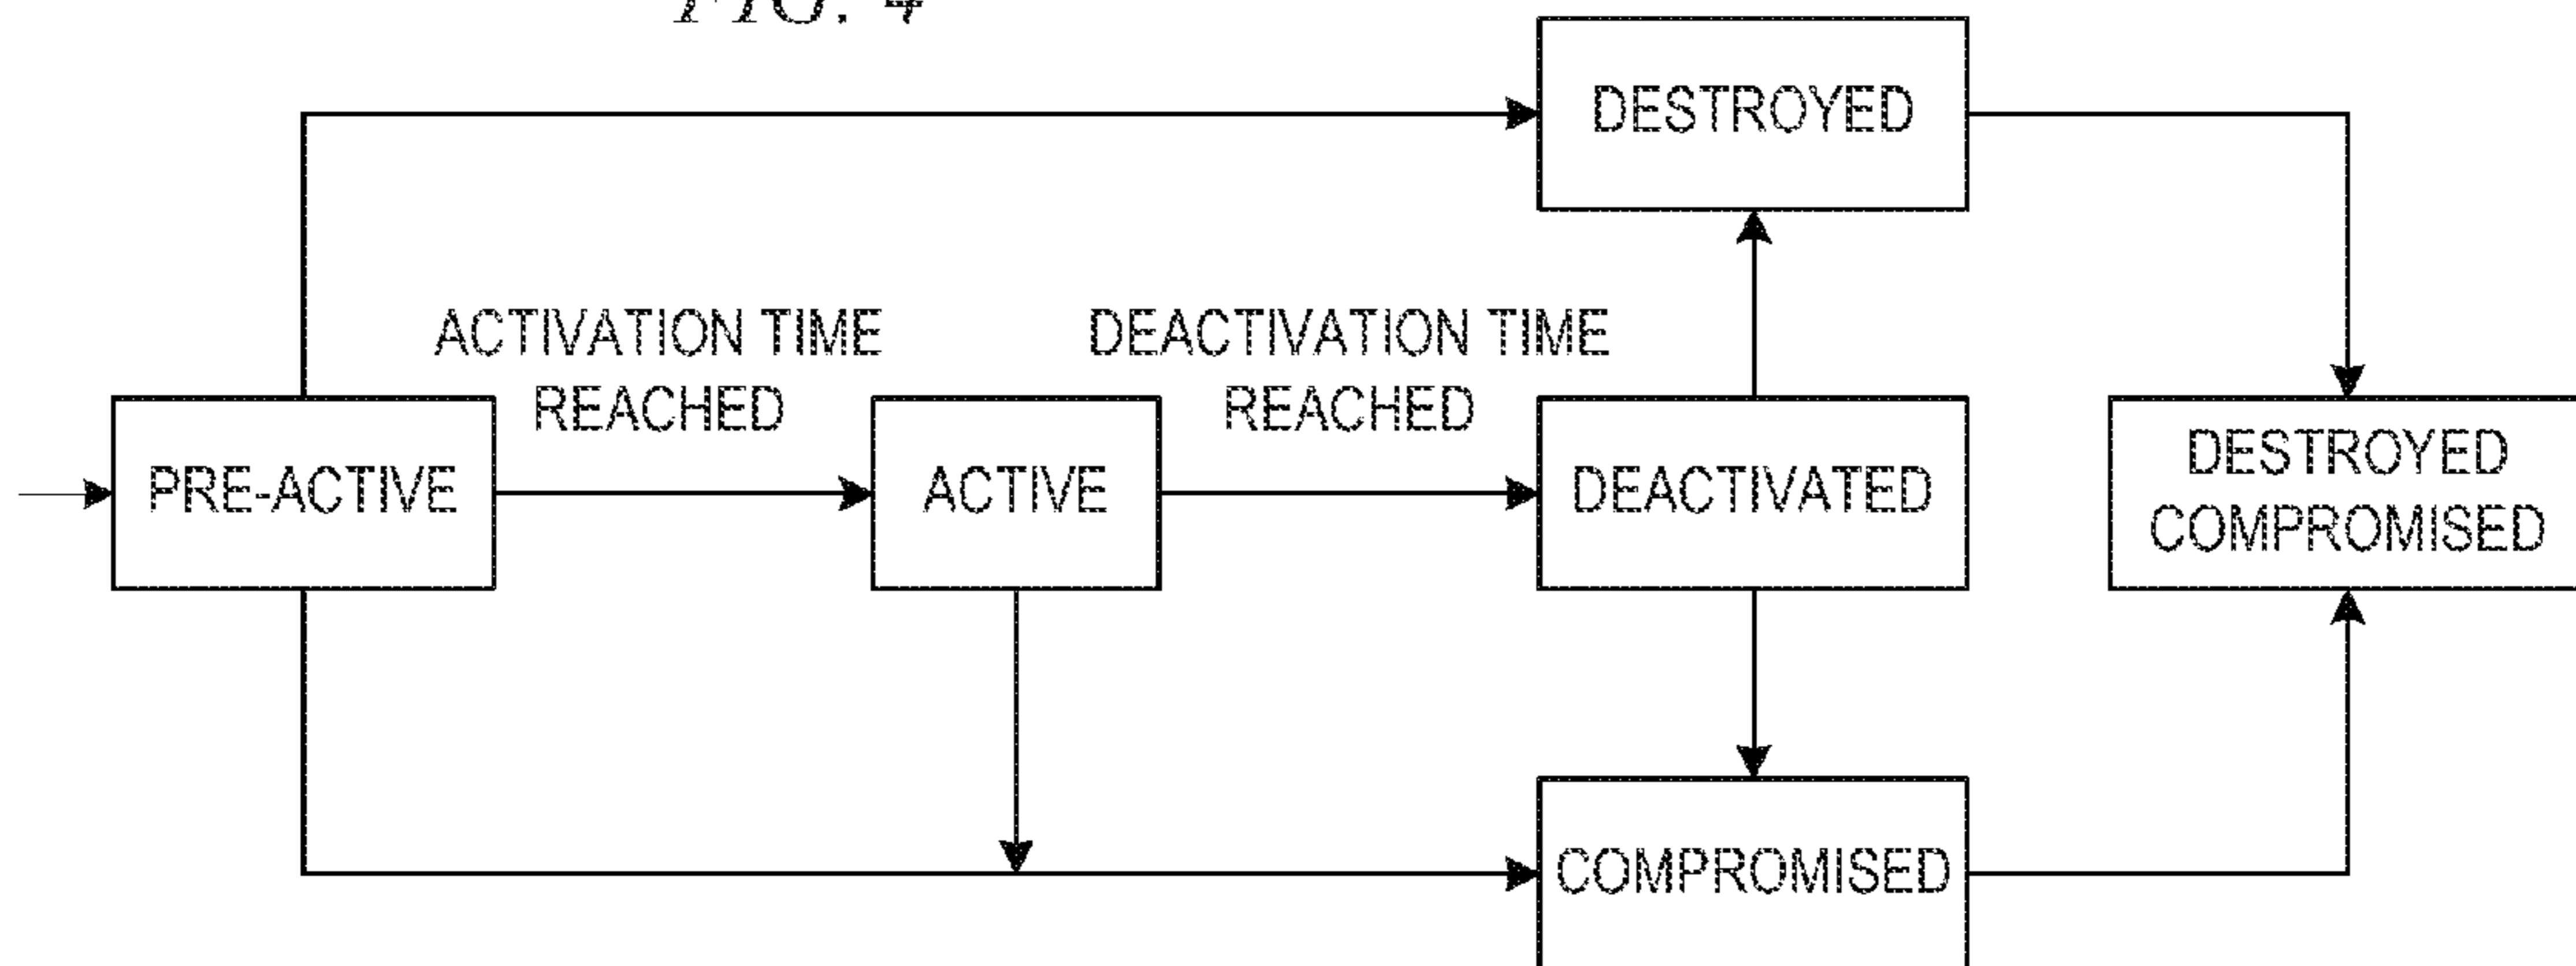 FIG. 4
DESTROYED
ACTIVATION TIME
REACHED
DEACTIVATION TIME
REACHED
PRE-ACTIVE
ACTIVE
DEACTIVATED
DESTROYED
COMPROMISED
COMPROMISED